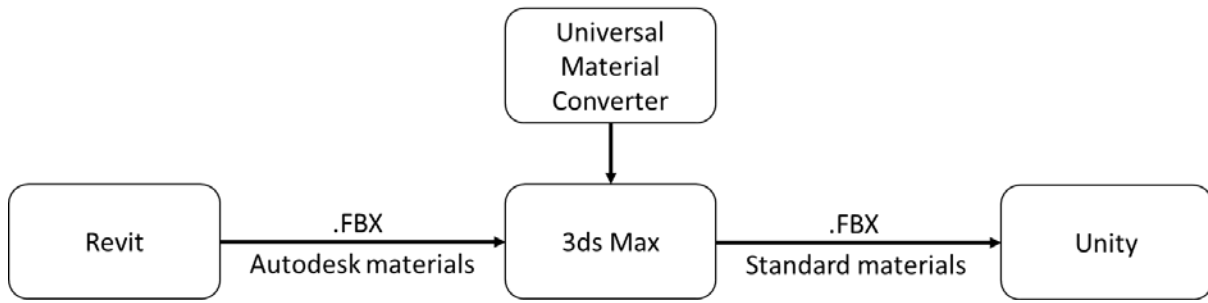 Universal
Material
Converter
Revit
.FBX
Autodesk materials
3ds Max
.FBX
Standard materials
Unity